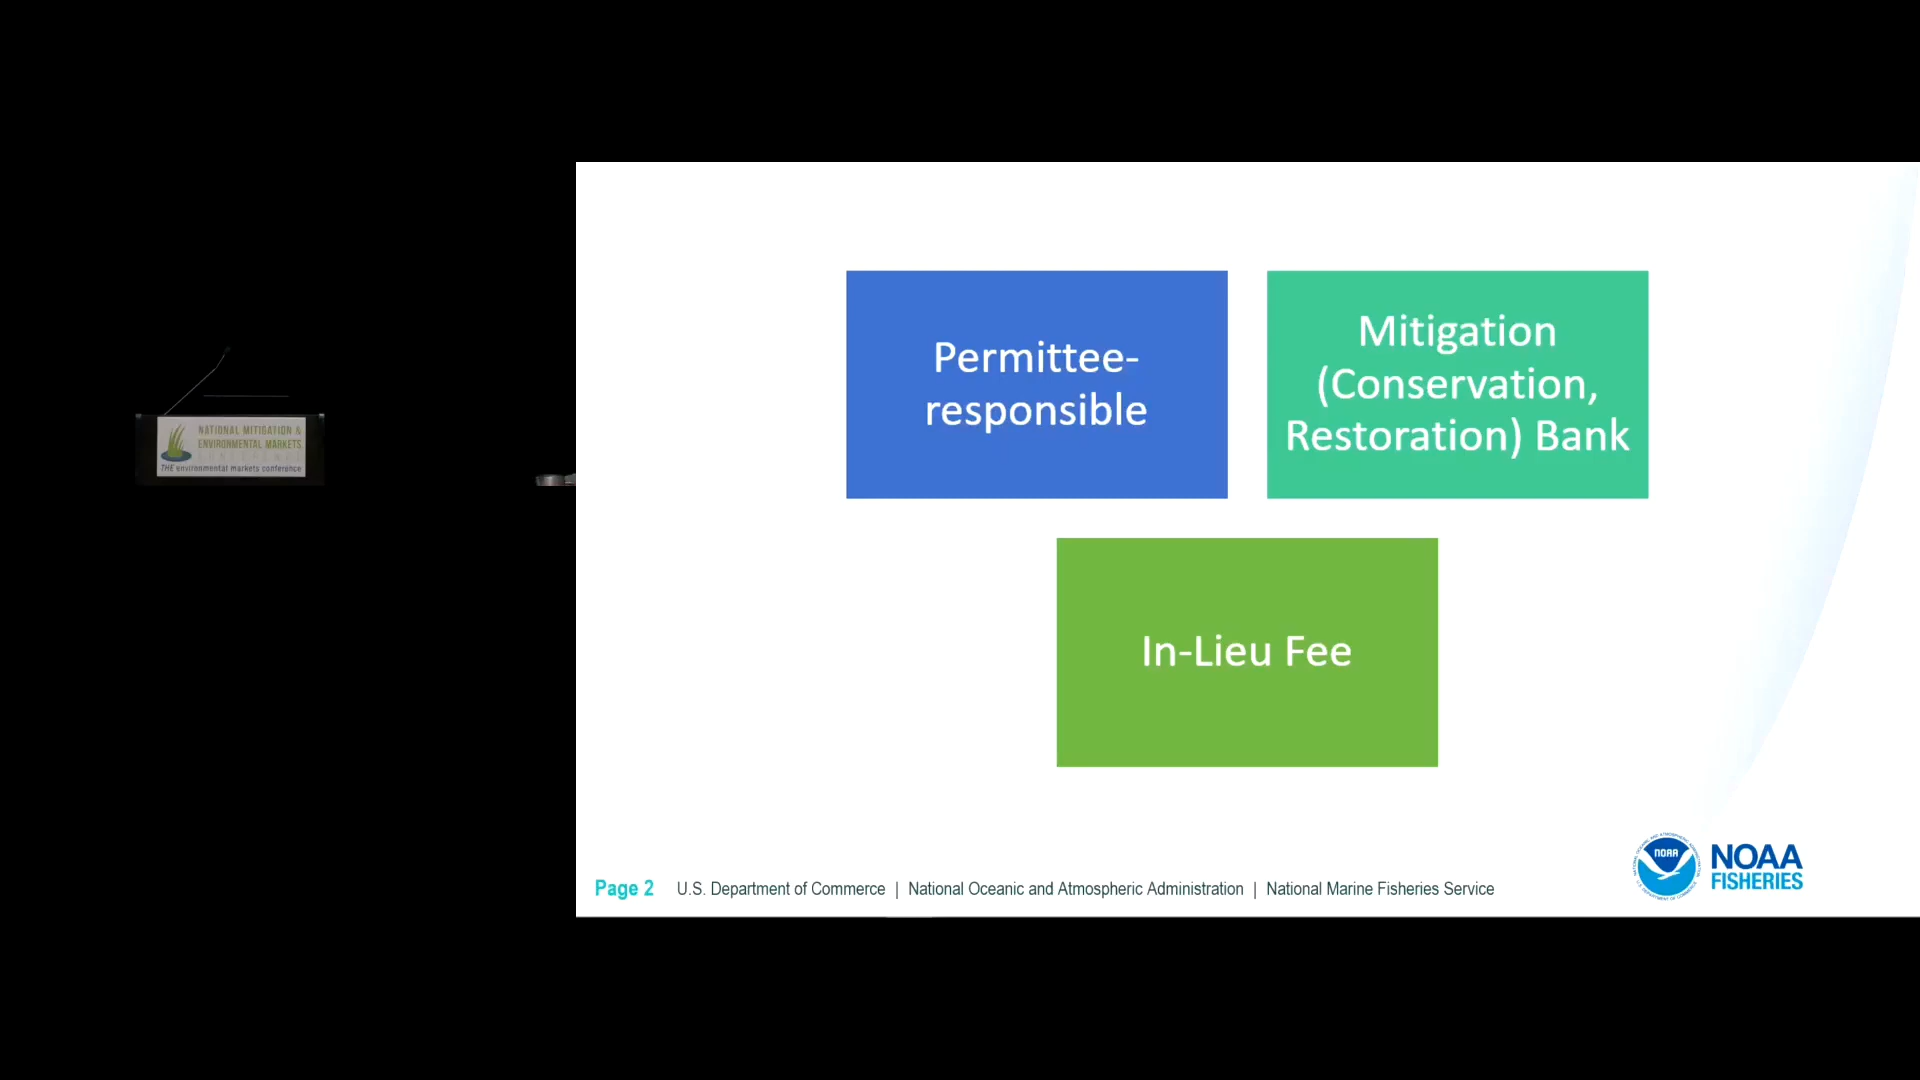 NATIONAL MITIGATION &
ENVIRONMENTAL MARKETS
CONFERENCE
THE environmental markets conference
Permittee-
responsible
Mitigation
(Conservation,
Restoration) Bank
In-Lieu Fee
NOAA
NOAA
FISHERIES
Page 2 U.S. Department of Commerce | National Oceanic and Atmospheric Administration | National Marine Fisheries Service